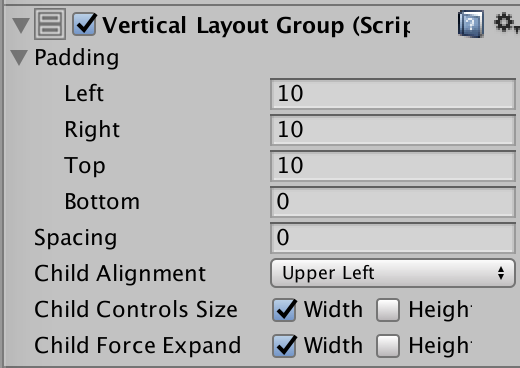 Vertical Layout Group (Scrip
Padding
Left 10
Right 10
Top 10
Bottom 0
Spacing 0
Child Alignment Upper Left
Child Controls Size Width Heigh
Child Force Expand Width Heigh